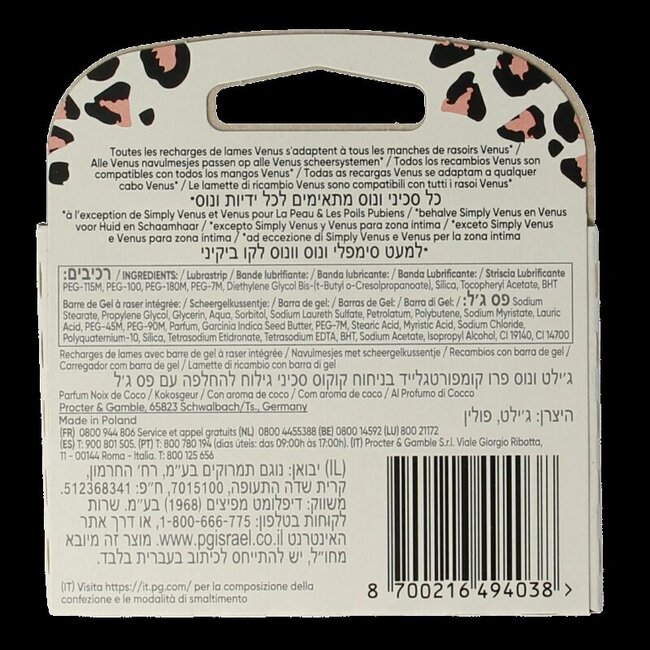 Toutes les recharges de lames Venus s'adaptent à tous les manches de rasoirs Venus* /
Alle Venus navulmesjes passen op alle Venus scheersystemen* / Todos los recambios Venus son
compatibles con todos los mangos Venus* / Todas as recargas Venus se adaptam a qualquer
cabo Venus* / Le lamette di ricambio Venus sono compatibili con tutti i rasoi Venus*
כל סכיני ונוס מתאימים לכל ידיות ונוס*
*à l'exception de Simply Venus et Venus pour La Peau & Les Poils Pubiens / *behalve Simply Venus en Venus
voor Huid en Schaamhaar / *excepto Simply Venus y Venus para zona íntima / *exceto Simply Venus
e Venus para zona íntima / *ad eccezione di Simply Venus e Venus per la zona intima
*למעט סימפלי ונוס וונוס לקו ביקיני
רכיבים: / INGREDIENTS: / Lubrastrip / Bande lubrifiante: / Banda lubricante: / Banda Lubrificante: / Striscia Lubrificante
PEG-115M, PEG-100, PEG-180M, PEG-7M, Diethylene Glycol Bis-(t-Butyl o-Cresolpropanoate), Silica, Tocopheryl Acetate, BHT
Barre de Gel à raser intégrée: / Scheergelkussentje: / Barra de gel: / Barras de Gel: / Barra di Gel: / פס ג'ל: Sodium
Stearate, Propylene Glycol, Glycerin, Aqua, Sorbitol, Sodium Laureth Sulfate, Petrolatum, Polybutene, Sodium Myristate, Lauric
Acid, PEG-45M, PEG-90M, Parfum, Garcinia Indica Seed Butter, PEG-7M, Stearic Acid, Myristic Acid, Sodium Chloride,
Polyquaternium-10, Silica, Tetrasodium Etidronate, Tetrasodium EDTA, BHT, Sodium Acetate, Isopropyl Alcohol, CI 19140, CI 14700
Recharges de lames avec barre de gel à raser intégrée / Navulmesjes met scheergelkussentje / Recambios con barra de gel /
Carregador com barra de gel / Lamette di ricambio con barra di gel
ג'ילט ונוס פרו קומפורטגלייד בניחוח קוקוס סכיני גילוח להחלפה עם פס ג'ל
Parfum Noix de Coco / Kokosgeur / Con aroma de coco / Com aroma de coco / Al Profumo di Cocco
Procter & Gamble, 65823 Schwalbach/Ts., Germany
היצרן: ג'ילט, פולין
Made in Poland
(FR) 0800 944 806 Service et appel gratuits (NL) 0800 4455388 (BE) 0800 14592 (LU) 800 21172
(ES) T: 900 801 505. (PT) T: 800 780 194 (dias úteis: das 09:00h às 17:00h). (IT) Procter & Gamble S.r.l. Viale Giorgio Ribotta,
11 - 00144 Roma - Italia. T: 800 125 656
(IL) יבואן: נוגם תמרוקים בע"מ, רח' החרמון,
קרית שדה התעופה, 7015100, ח"פ: 512368341.
משווק: דיפלומט מפיצים (1968) בע"מ. שרות
לקוחות בטלפון: 1-800-666-775, או דרך אתר
האינטרנט www.pgisrael.co.il. מוצר זה מיובא
מחו"ל, יש להתייחס לכיתוב בעברית בלבד.
(IT) Visita https://it.pg.com/ per la composizione della
confezione e le modalità di smaltimento
8 700216 494038 >